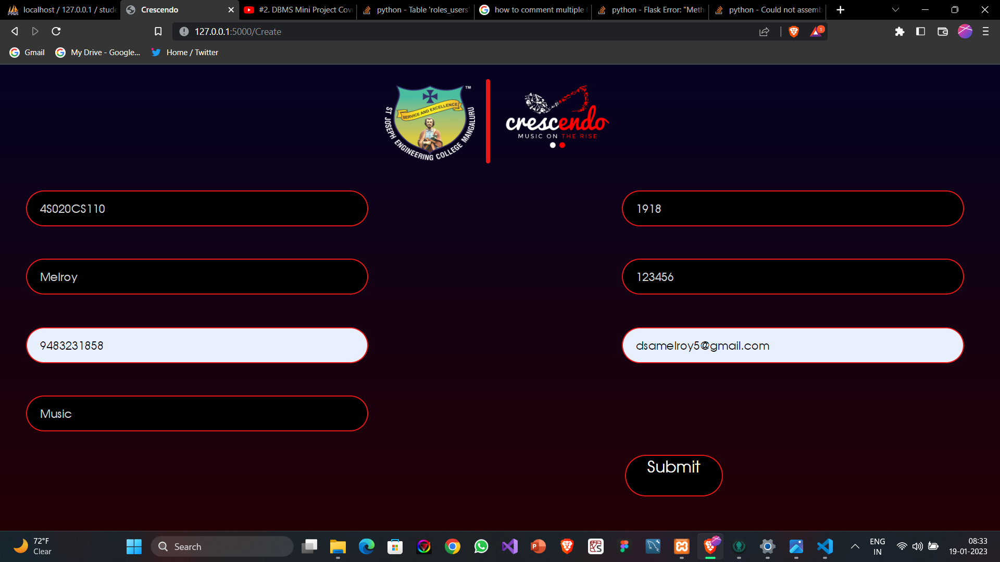 localhost / 127.0.0.1 / stude
Crescendo
#2. DBMS Mini Project Covi
python - Table 'roles_users'
how to comment multiple l
python - Flask Error: "Meth
python - Could not assemb
127.0.0.1:5000/Create
1
Gmail
My Drive - Google...
Home / Twitter
SERVICE AND EXCELLENCE
ST JOSEPH ENGINEERING COLLEGE MANGALURU
TM
crescendo
MUSIC ON THE RISE
4S020CS110
1918
Melroy
123456
9483231858
dsamelroy5@gmail.com
Music
Submit
72°F
Clear
Search
ENG
IN
08:33
19-01-2023